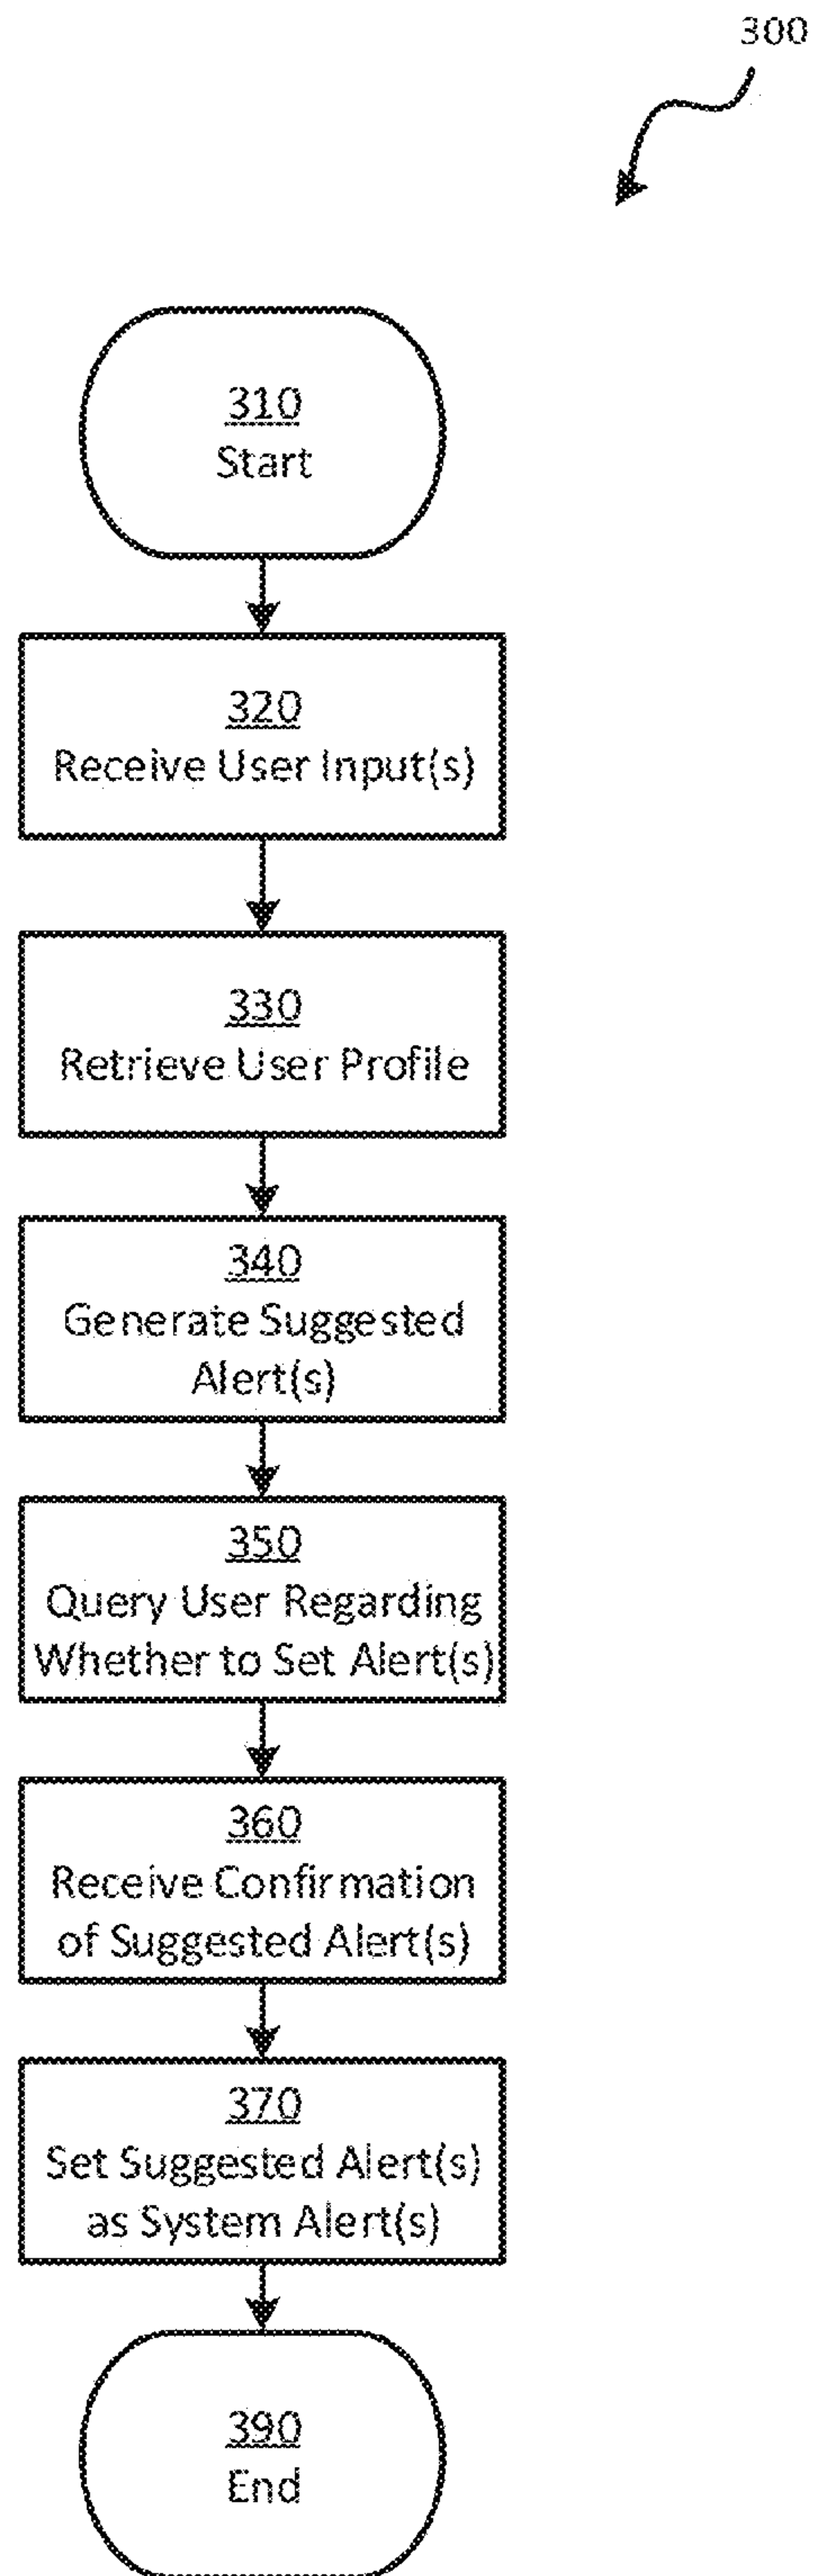 300
310
Start
320
Receive User Input(s)
330
Retrieve User Profile
340
Generate Suggested
Alert(s)
350
Query User Regarding
Whether to Set Alert(s)
360
Receive Confirmation
of Suggested Alert(s)
370
Set Suggested Alert(s)
as System Alert(s)
390
End